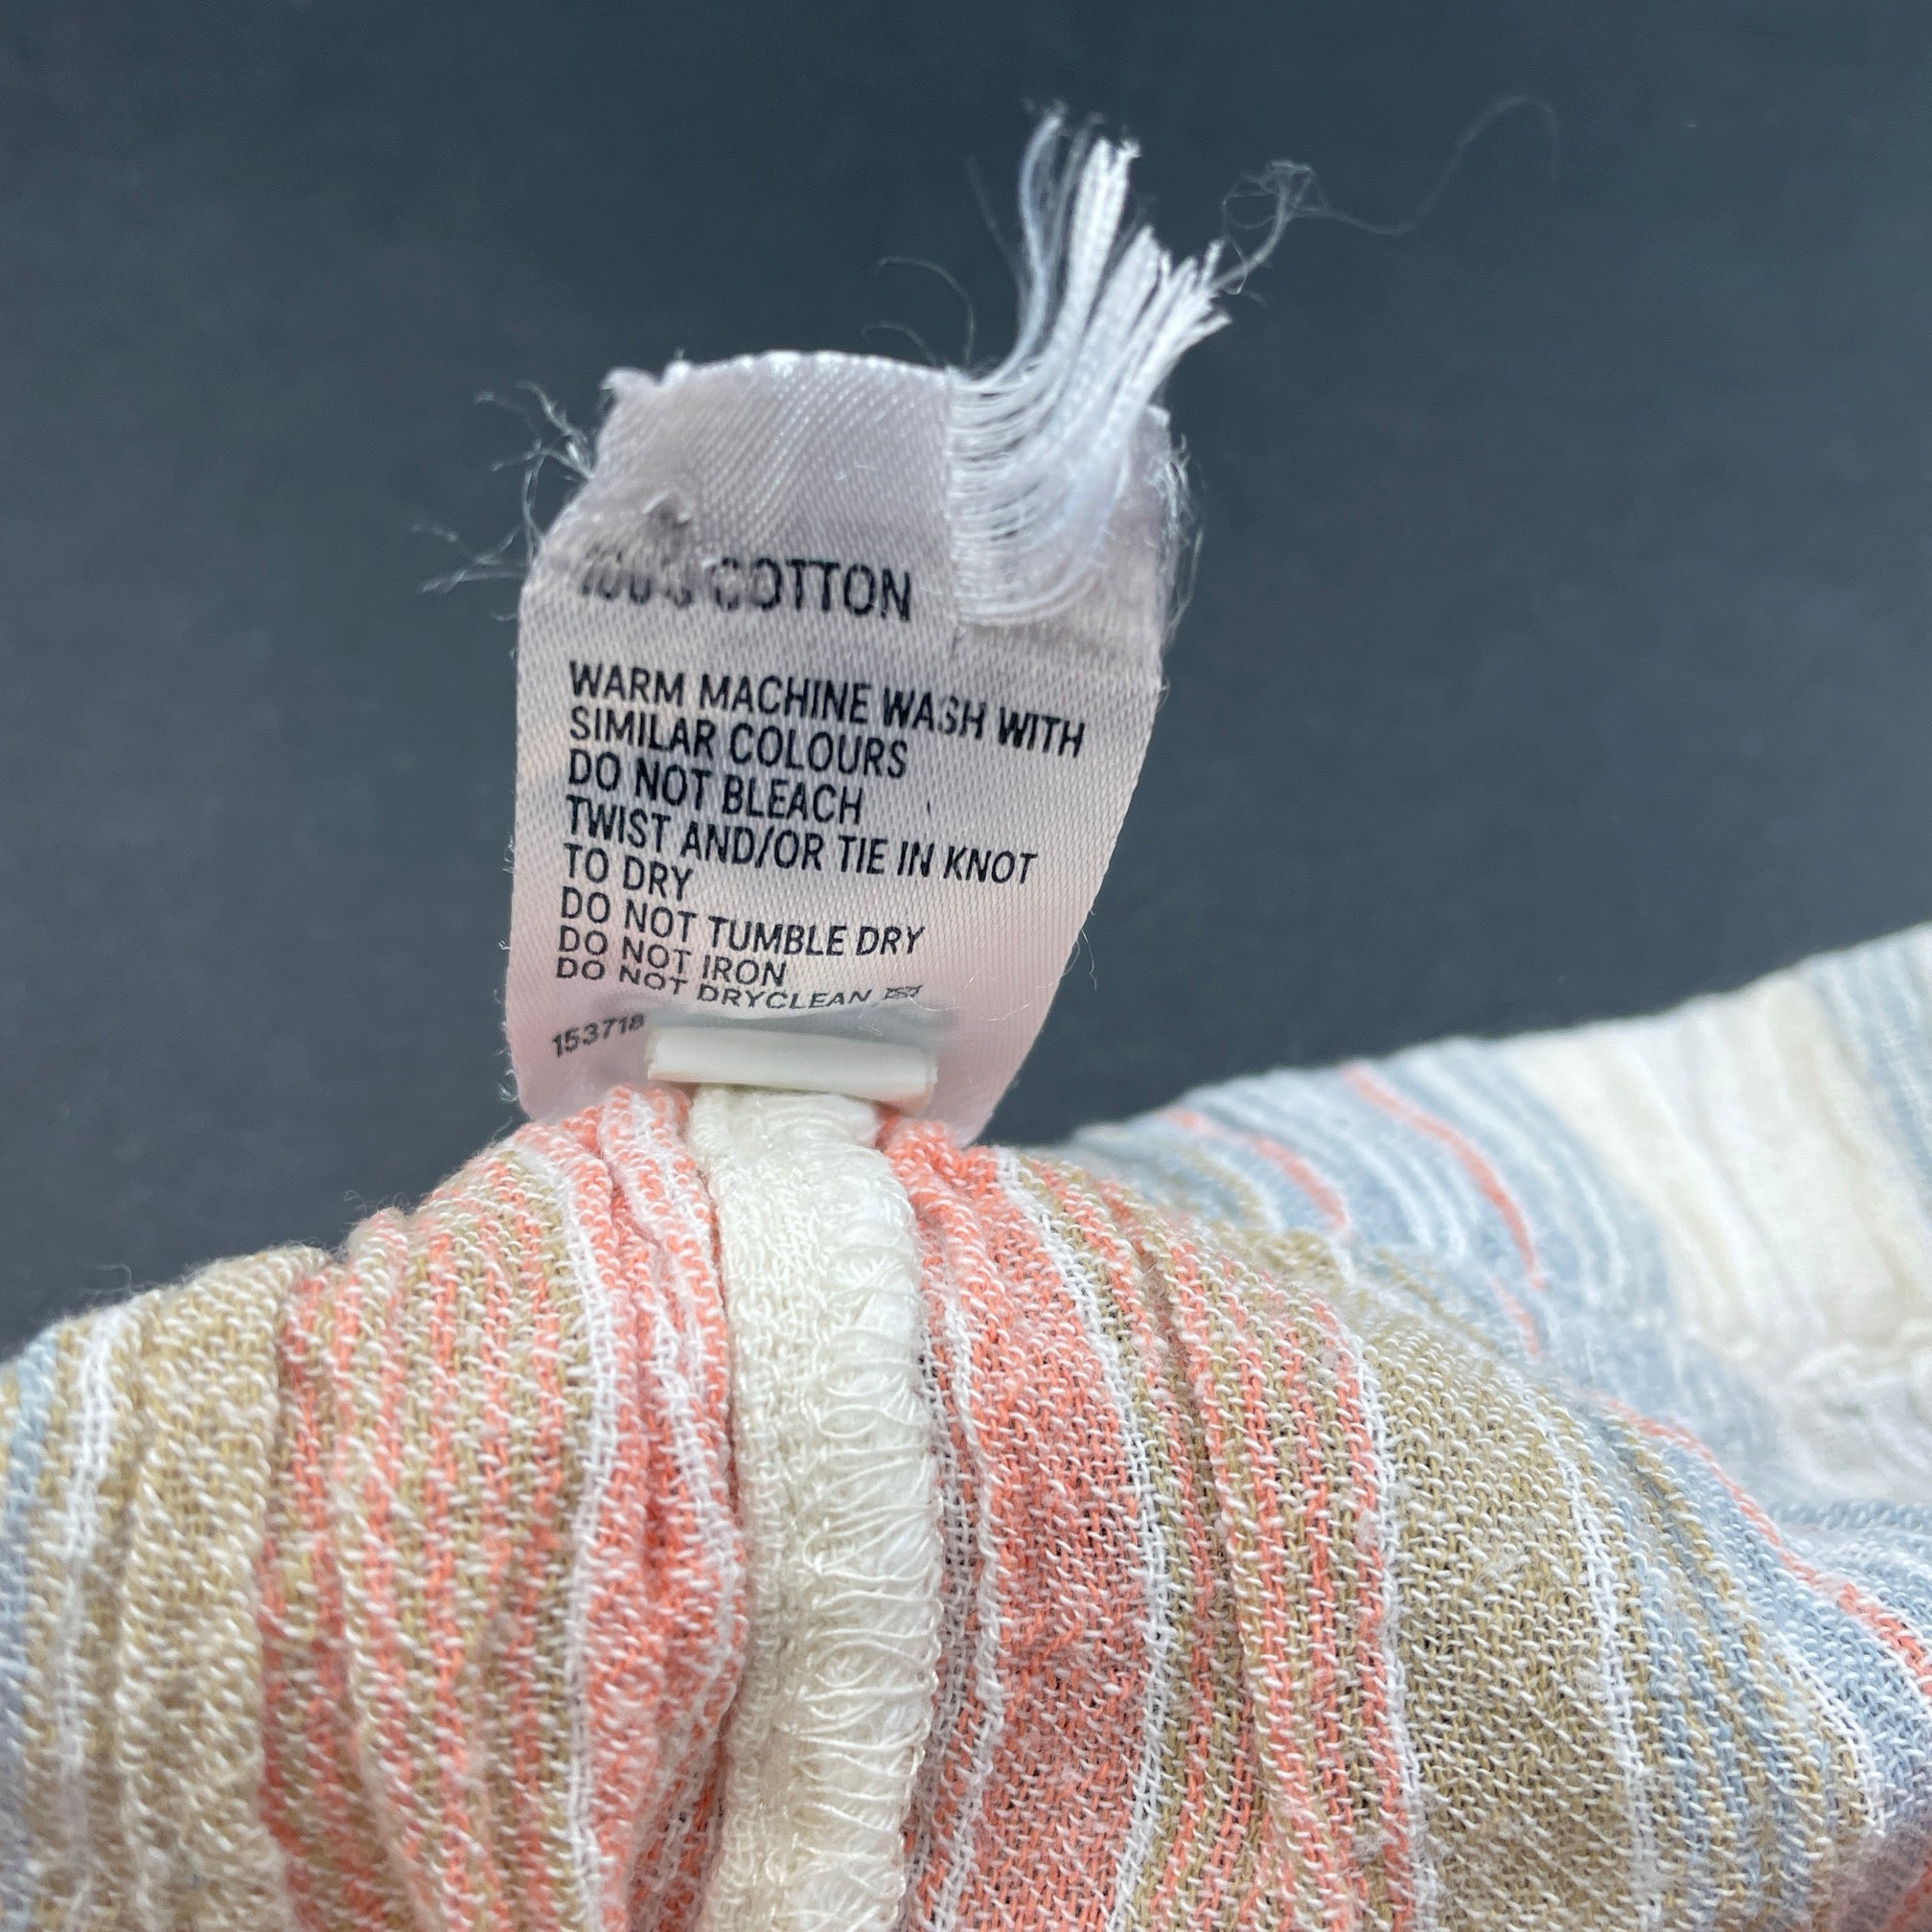 100% COTTON
WARM MACHINE WASH WITH
SIMILAR COLOURS
DO NOT BLEACH
TWIST AND/OR TIE IN KNOT
TO DRY
DO NOT TUMBLE DRY
DO NOT IRON
DO NOT DRYCLEAN
153718